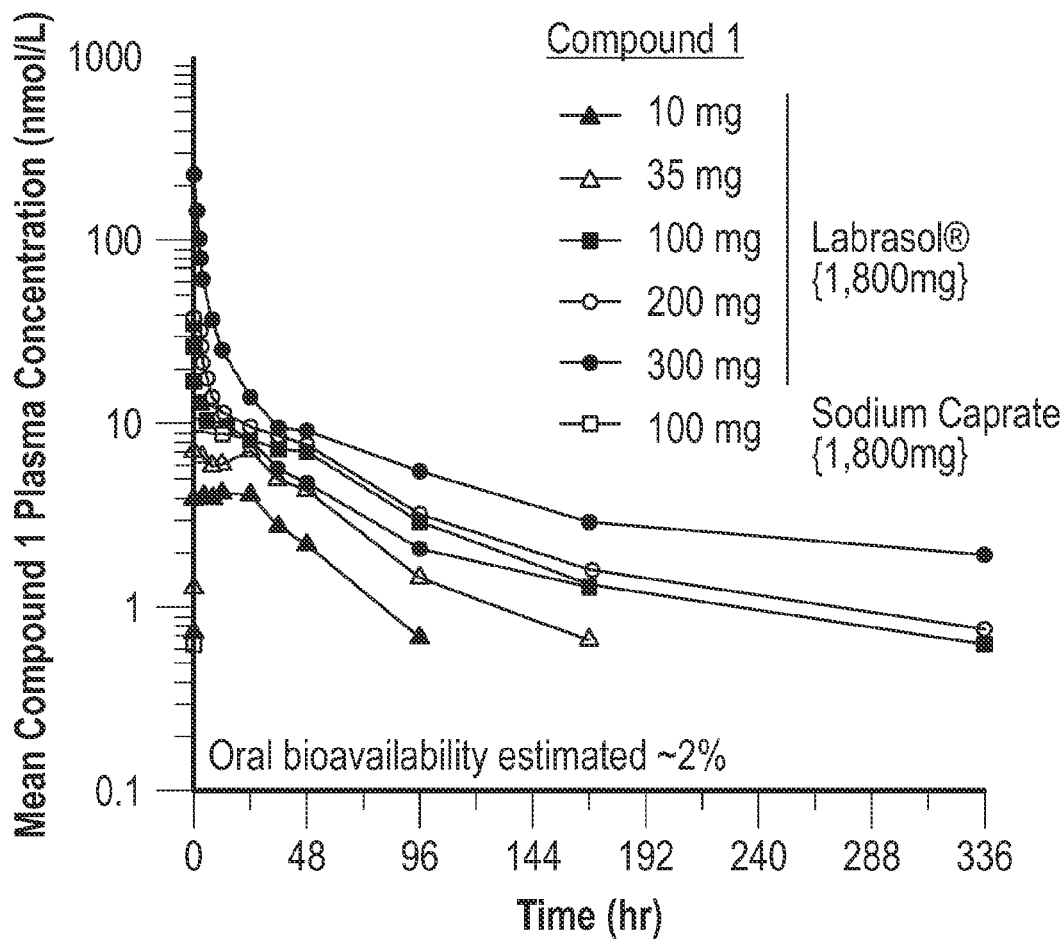 Mean Compound 1 Plasma Concentration (nmol/L)
1000
100
10
1
0.1
Compound 1
10 mg
35 mg
100 mg
200 mg
300 mg
100 mg
Labrasol®
{1,800mg}
Sodium Caprate
{1,800mg}
Oral bioavailability estimated ~2%
0 48 96 144 192 240 288 336
Time (hr)